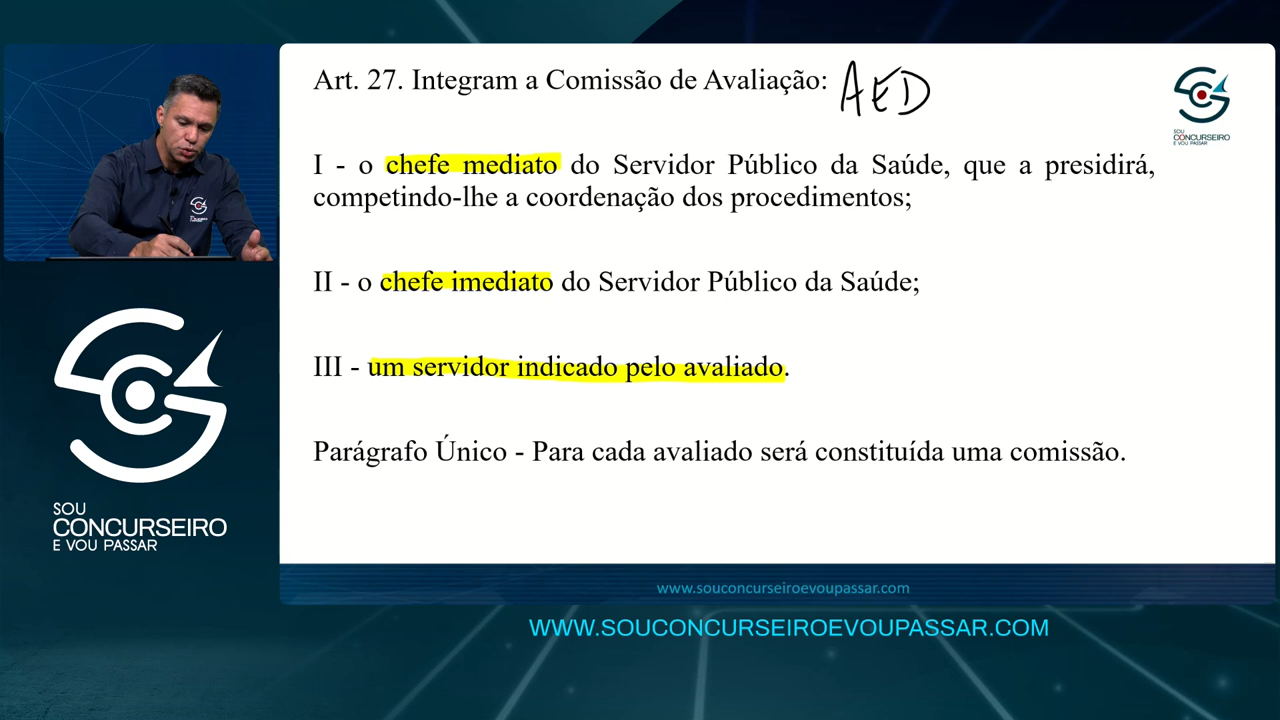 Art. 27. Integram a Comissão de Avaliação: AED
I - o chefe mediato do Servidor Público da Saúde, que a presidirá,
competindo-lhe a coordenação dos procedimentos;
II - o chefe imediato do Servidor Público da Saúde;
III - um servidor indicado pelo avaliado.
Parágrafo Único - Para cada avaliado será constituída uma comissão.
SOU
CONCURSEIRO
E VOU PASSAR
SOU
CONCURSEIRO
E VOU PASSAR
www.souconcurseiroevoupassar.com
WWW.SOUCONCURSEIROEVOUPASSAR.COM